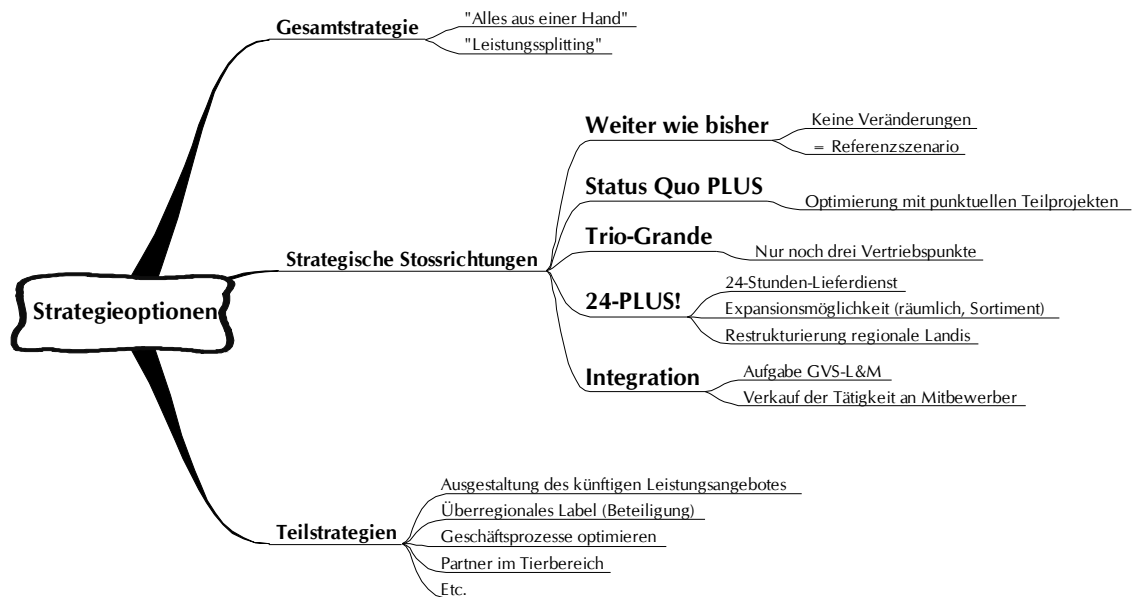 Strategieoptionen
Gesamtstrategie
"Alles aus einer Hand"
"Leistungssplitting"
Strategische Stossrichtungen
Weiter wie bisher
Keine Veränderungen
= Referenzszenario
Status Quo PLUS
Optimierung mit punktuellen Teilprojekten
Trio-Grande
Nur noch drei Vertriebspunkte
24-PLUS!
24-Stunden-Lieferdienst
Expansionsmöglichkeit (räumlich, Sortiment)
Restrukturierung regionale Landis
Integration
Aufgabe GVS-L&M
Verkauf der Tätigkeit an Mitbewerber
Teilstrategien
Ausgestaltung des künftigen Leistungsangebotes
Überregionales Label (Beteiligung)
Geschäftsprozesse optimieren
Partner im Tierbereich
Etc.